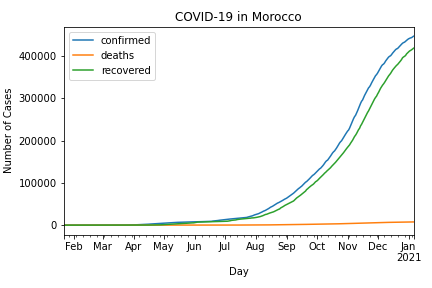 COVID-19 in Morocco
confirmed
deaths
recovered
Number of Cases
400000
300000
200000
100000
0
Feb Mar Apr May Jun Jul Aug Sep Oct Nov Dec Jan
2021
Day